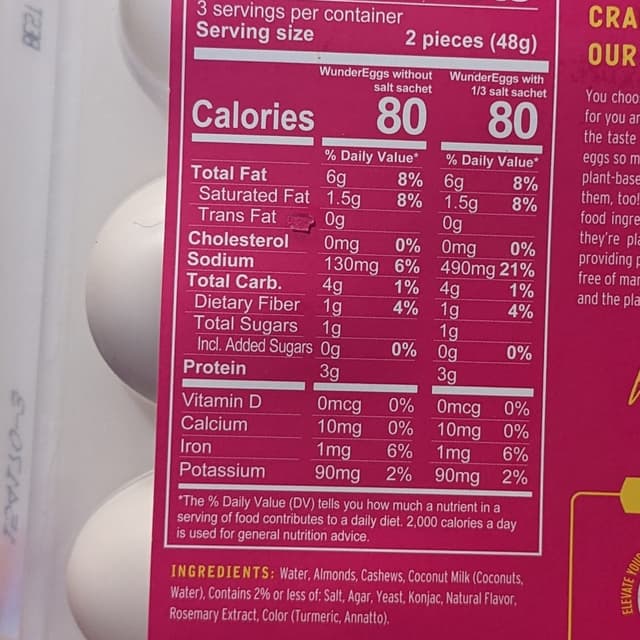 3 servings per container
Serving size 2 pieces (48g)
WunderEggs without salt sachet
WunderEggs with 1/3 salt sachet
Calories 80 80
% Daily Value* % Daily Value*
Total Fat 6g 8% 6g 8%
Saturated Fat 1.5g 8% 1.5g 8%
Trans Fat 0g 0g
Cholesterol 0mg 0% 0mg 0%
Sodium 130mg 6% 490mg 21%
Total Carb. 4g 1% 4g 1%
Dietary Fiber 1g 4% 1g 4%
Total Sugars 1g 1g
Incl. Added Sugars 0g 0% 0g 0%
Protein 3g 3g
Vitamin D 0mcg 0% 0mcg 0%
Calcium 10mg 0% 10mg 0%
Iron 1mg 6% 1mg 6%
Potassium 90mg 2% 90mg 2%
*The % Daily Value (DV) tells you how much a nutrient in a
serving of food contributes to a daily diet. 2,000 calories a day
is used for general nutrition advice.
INGREDIENTS: Water, Almonds, Cashews, Coconut Milk (Coconuts,
Water), Contains 2% or less of: Salt, Agar, Yeast, Konjac, Natural Flavor,
Rosemary Extract, Color (Turmeric, Annatto).
CRA
OUR
You choo
for you ar
the taste
eggs so m
plant-base
them, too!
food ingre
they're pla
providing p
free of mar
and the pla
ELEVATE YOU